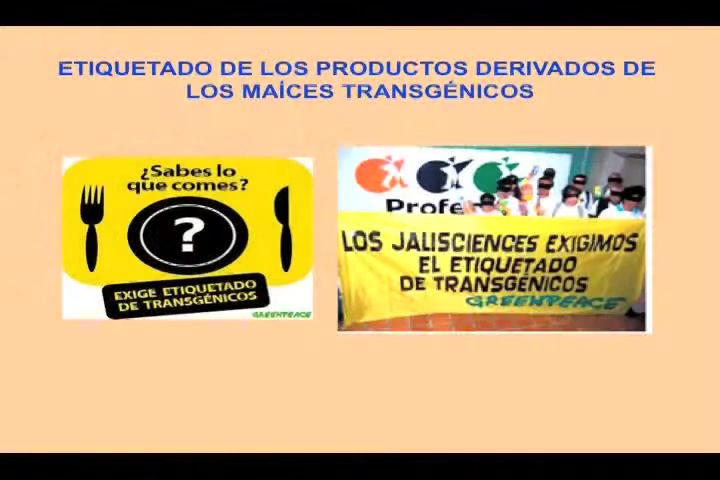 ETIQUETADO DE LOS PRODUCTOS DERIVADOS DE
LOS MAÍCES TRANSGÉNICOS
¿Sabes lo
que comes?
?
EXIGE ETIQUETADO
DE TRANSGÉNICOS
GREENPEACE
Profe
LOS JALISCIENCES EXIGIMOS
EL ETIQUETADO
DE TRANSGÉNICOS
GREENPEACE